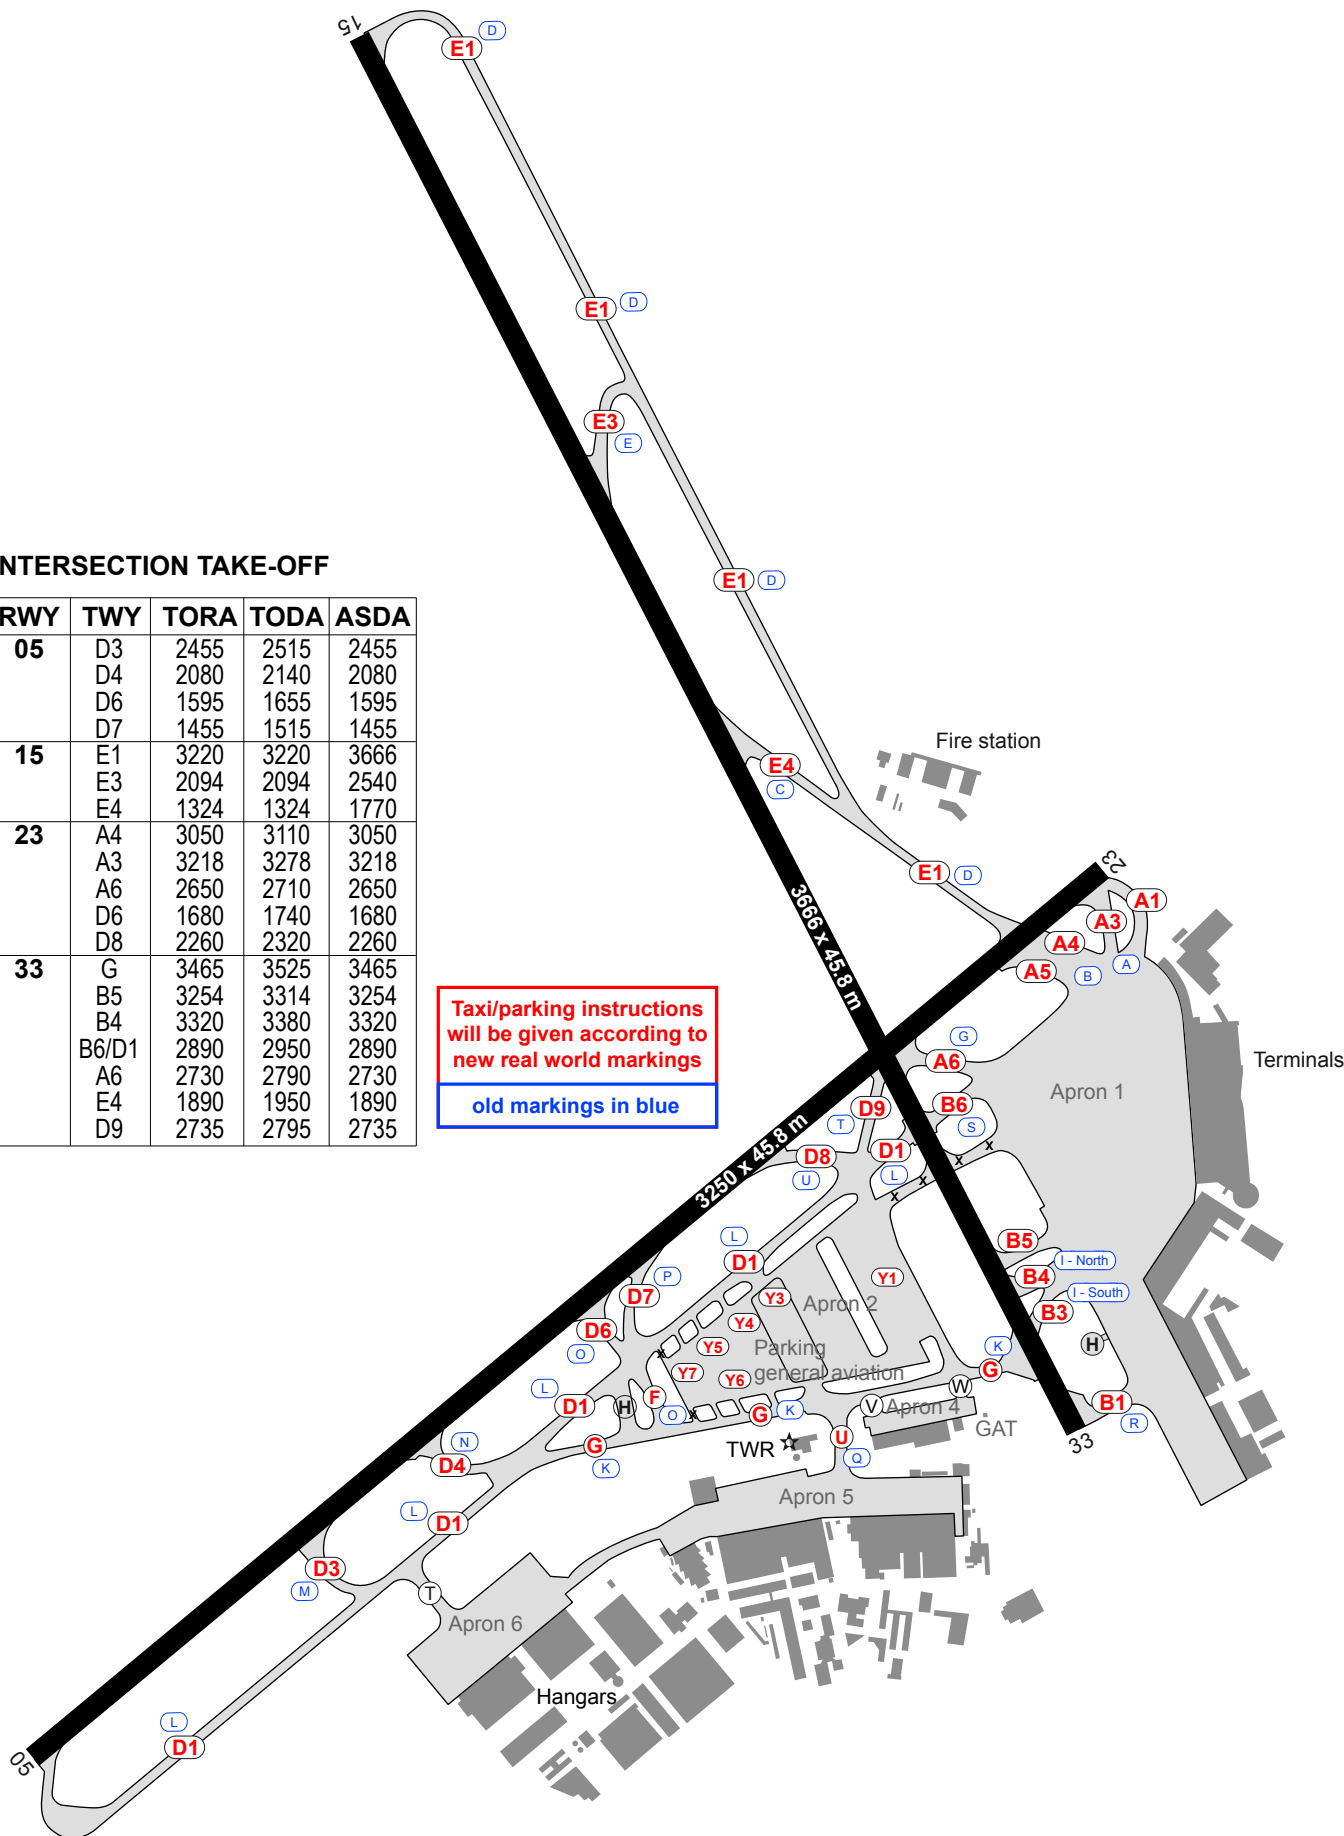 15
E1
D
E1
D
E3
E
E1
D
NTERSECTION TAKE-OFF
RWY TWY TORA TODA ASDA
05 D3 2455 2515 2455
D4 2080 2140 2080
D6 1595 1655 1595
D7 1455 1515 1455
15 E1 3220 3220 3666
E3 2094 2094 2540
E4 1324 1324 1770
23 A4 3050 3110 3050
A3 3218 3278 3218
A6 2650 2710 2650
D6 1680 1740 1680
D8 2260 2320 2260
33 G 3465 3525 3465
B5 3254 3314 3254
B4 3320 3380 3320
B6/D1 2890 2950 2890
A6 2730 2790 2730
E4 1890 1950 1890
D9 2735 2795 2735
Taxi/parking instructions
will be given according to
new real world markings
old markings in blue
Fire station
E4
C
E1
D
23
A1
A3
A4
A
B
A5
3666 x 45.8 m
G
A6
Terminals
Apron 1
B6
S
D9
T
D1
L
D8
U
x
x
x
x
3250 x 45.8 m
L
D1
P
D7
Y1
Y3
Apron 2
B5
I - North
B4
I - South
B3
H
D6
O
Y4
Y5
x
Parking
general aviation
Y7
Y6
K
G
L
D1
H
F
O
x
G
K
V
W
Apron 4
GAT
B1
R
33
N
D4
G
K
TWR
U
Q
L
D1
Apron 5
D3
M
T
Apron 6
Hangars
L
D1
05